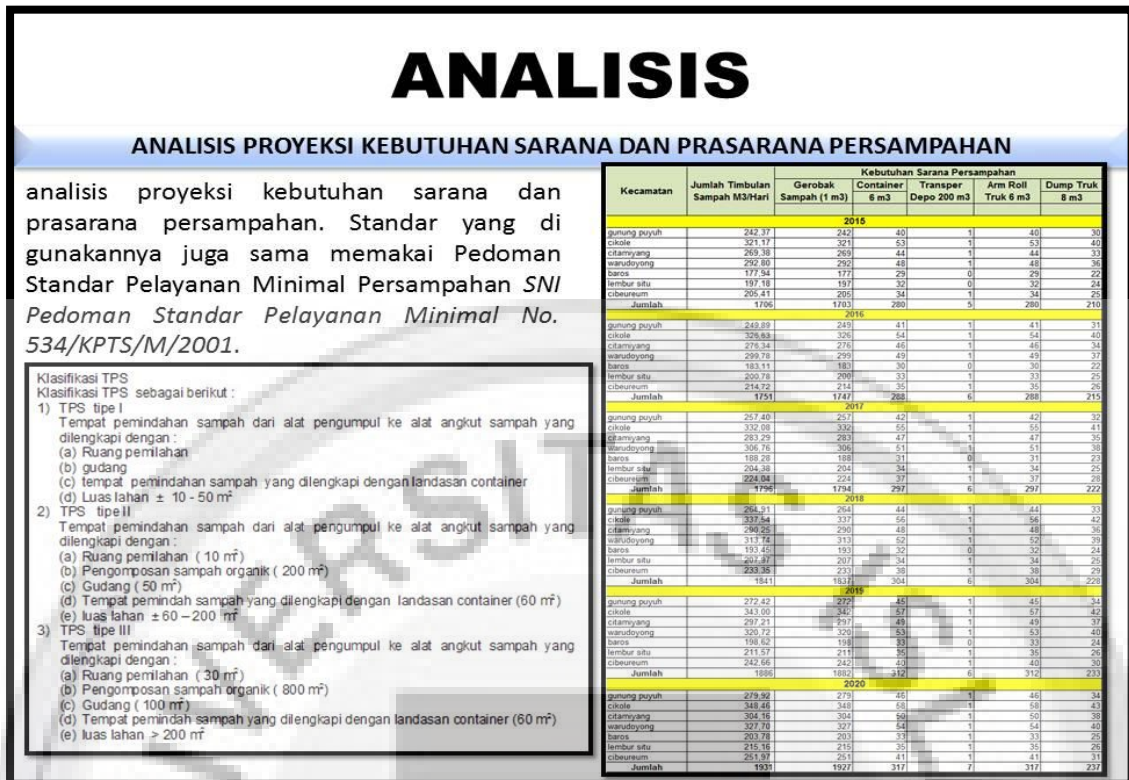 ANALISIS
ANALISIS PROYEKSI KEBUTUHAN SARANA DAN PRASARANA PERSAMPAHAN
analisis proyeksi kebutuhan sarana dan
prasarana persampahan. Standar yang di
gunakannya juga sama memakai Pedoman
Standar Pelayanan Minimal Persampahan SNI
Pedoman Standar Pelayanan Minimal No.
534/KPTS/M/2001.
Klasifikasi TPS
Klasifikasi TPS sebagai berikut :
1) TPS tipe I
Tempat pemindahan sampah dari alat pengumpul ke alat angkut sampah yang
dilengkapi dengan :
(a) Ruang pemilahan
(b) gudang
(c) tempat pemindahan sampah yang dilengkapi dengan landasan container
(d) Luas lahan ± 10 - 50 m²
2) TPS tipe II
Tempat pemindahan sampah dari alat pengumpul ke alat angkut sampah yang
dilengkapi dengan :
(a) Ruang pemilahan ( 10 m²)
(b) Pengomposan sampah organik ( 200 m²)
(c) Gudang ( 50 m²)
(d) Tempat pemindah sampah yang dilengkapi dengan landasan container (60 m²)
(e) luas lahan ± 60 – 200 m²
3) TPS tipe III
Tempat pemindahan sampah dari alat pengumpul ke alat angkut sampah yang
dilengkapi dengan :
(a) Ruang pemilahan ( 30 m²)
(b) Pengomposan sampah organik ( 800 m²)
(c) Gudang ( 100 m²)
(d) Tempat pemindah sampah yang dilengkapi dengan landasan container (60 m²)
(e) luas lahan > 200 m²
Kecamatan Jumlah Timbulan Sampah M3/Hari Kebutuhan Sarana Persampahan
Gerobak Sampah (1 m3) Container 6 m3 Transper Depo 200 m3 Arm Roll Truk 6 m3 Dump Truk 8 m3
2015
gunung puyuh 242,37 242 40 1 40 30
cikole 321,17 321 53 1 53 40
citamiyang 269,38 269 44 1 44 33
warudoyong 292,80 292 48 1 48 36
baros 177,94 177 29 0 29 22
lembur situ 197,18 197 32 0 32 24
cibeureum 205,41 205 34 1 34 25
Jumlah 1706 1703 280 5 280 210
2016
gunung puyuh 249,89 249 41 1 41 31
cikole 326,63 326 54 1 54 40
citamiyang 276,34 276 46 1 46 34
warudoyong 299,78 299 49 1 49 37
baros 183,11 183 30 0 30 22
lembur situ 200,78 200 33 1 33 25
cibeureum 214,72 214 35 1 35 26
Jumlah 1751 1747 288 6 288 215
2017
gunung puyuh 257,40 257 42 1 42 32
cikole 332,08 332 55 1 55 41
citamiyang 283,29 283 47 1 47 35
warudoyong 306,76 306 51 1 51 38
baros 188,28 188 31 0 31 23
lembur situ 204,38 204 34 1 34 25
cibeureum 224,04 224 37 1 37 28
Jumlah 1796 1794 297 6 297 222
2018
gunung puyuh 264,91 264 44 1 44 33
cikole 337,54 337 56 1 56 42
citamiyang 290,25 290 48 1 48 36
warudoyong 313,74 313 52 1 52 39
baros 193,45 193 32 0 32 24
lembur situ 207,97 207 34 1 34 25
cibeureum 233,35 233 38 1 38 29
Jumlah 1841 1837 304 6 304 228
2019
gunung puyuh 272,42 272 45 1 45 34
cikole 343,00 342 57 1 57 42
citamiyang 297,21 297 49 1 49 37
warudoyong 320,72 320 53 1 53 40
baros 198,62 198 33 0 33 24
lembur situ 211,57 211 35 1 35 26
cibeureum 242,66 242 40 1 40 30
Jumlah 1886 1882 312 6 312 233
2020
gunung puyuh 279,92 279 46 1 46 34
cikole 348,46 348 58 1 58 43
citamiyang 304,16 304 50 1 50 38
warudoyong 327,70 327 54 1 54 40
baros 203,78 203 33 1 33 25
lembur situ 215,16 215 35 1 35 26
cibeureum 251,97 251 41 1 41 31
Jumlah 1931 1927 317 7 317 237